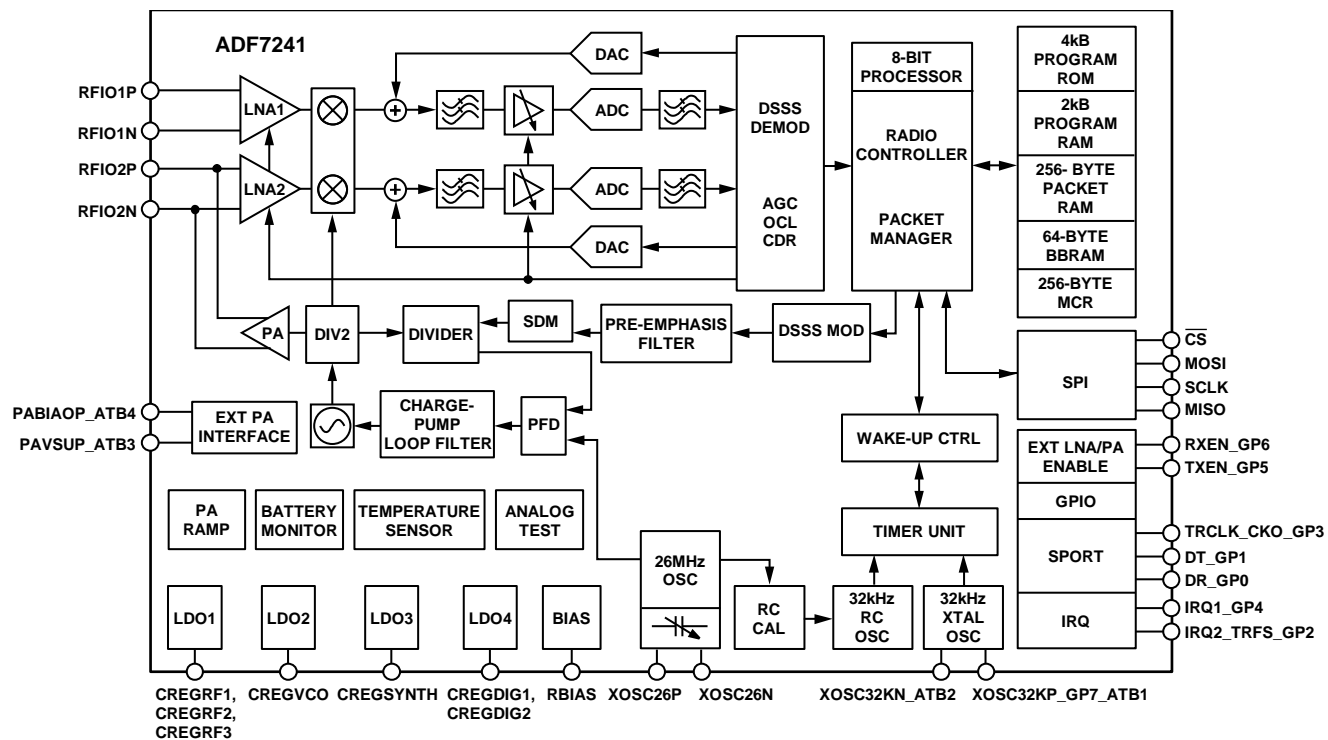 ADF7241
RFIO1P
RFIO1N
RFIO2P
RFIO2N
PABIAOP_ATB4
PAVSUP_ATB3
LNA1
LNA2
DAC
ADC
ADC
DAC
DSSS
DEMOD
AGC
OCL
CDR
8-BIT
PROCESSOR
RADIO
CONTROLLER
PACKET
MANAGER
4kB
PROGRAM
ROM
2kB
PROGRAM
RAM
256- BYTE
PACKET
RAM
64-BYTE
BBRAM
256-BYTE
MCR
PA
DIV2
DIVIDER
SDM
PRE-EMPHASIS
FILTER
DSSS MOD
SPI
CS
MOSI
SCLK
MISO
EXT PA
INTERFACE
CHARGE-
PUMP
LOOP FILTER
PFD
WAKE-UP CTRL
EXT LNA/PA
ENABLE
GPIO
SPORT
IRQ
RXEN_GP6
TXEN_GP5
TRCLK_CKO_GP3
DT_GP1
DR_GP0
IRQ1_GP4
IRQ2_TRFS_GP2
PA
RAMP
BATTERY
MONITOR
TEMPERATURE
SENSOR
ANALOG
TEST
TIMER UNIT
26MHz
OSC
RC
CAL
32kHz
RC
OSC
32kHz
XTAL
OSC
LDO1
LDO2
LDO3
LDO4
BIAS
CREGRF1,
CREGRF2,
CREGRF3
CREGVCO
CREGSYNTH
CREGDIG1,
CREGDIG2
RBIAS
XOSC26P
XOSC26N
XOSC32KN_ATB2
XOSC32KP_GP7_ATB1